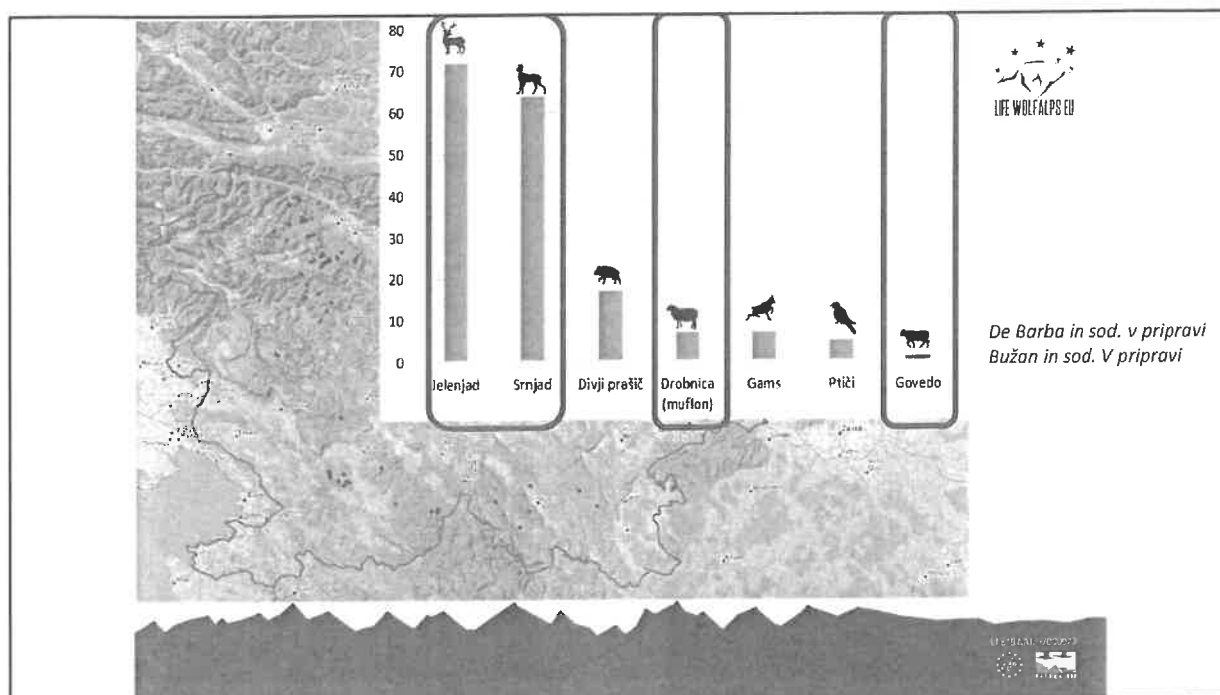 80
70
60
50
40
30
20
10
0
Jelenjad
Srnjad
Divji prašič
Drobnica
(muflon)
Gams
Ptiči
Govedo
LIFE WOLFALPS EU
De Barba in sod. v pripravi
Bužan in sod. V pripravi